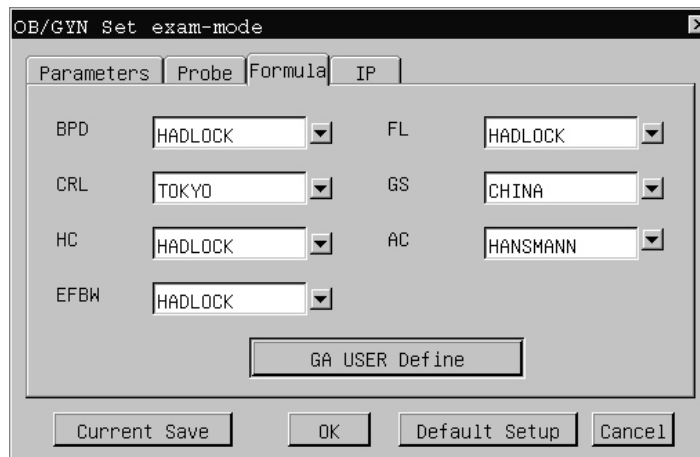 OB/GYN Set exam-mode
Parameters Probe Formula IP
BPD HADLOCK FL HADLOCK
CRL TOKYO GS CHINA
HC HADLOCK AC HANSMANN
EFBW HADLOCK
GA USER Define
Current Save OK Default Setup Cancel